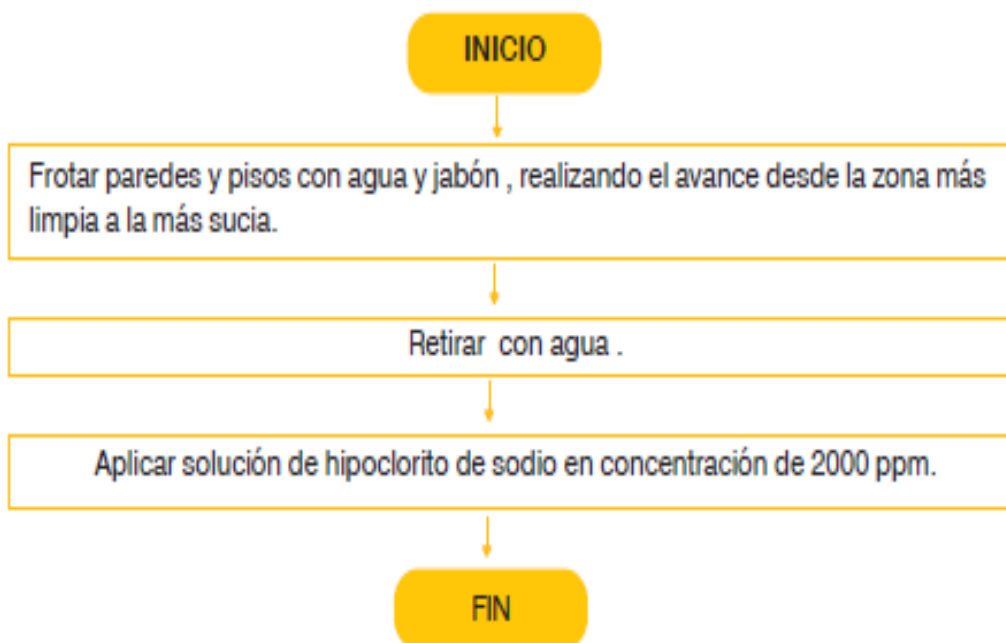 INICIO
Frotar paredes y pisos con agua y jabón , realizando el avance desde la zona más
limpia a la más sucia.
Retirar con agua .
Aplicar solución de hipoclorito de sodio en concentración de 2000 ppm.
FIN